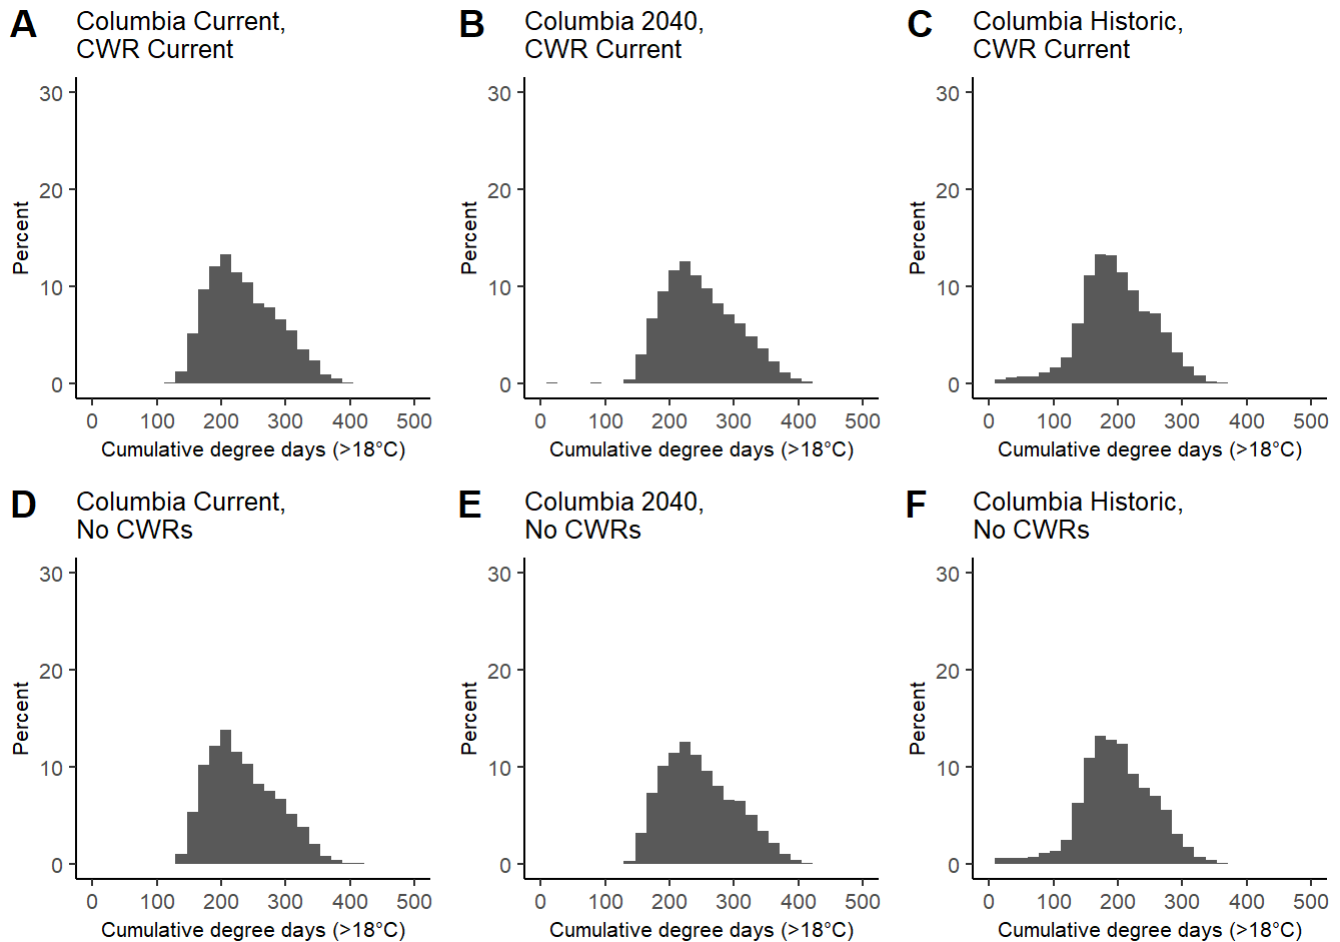 A Columbia Current,
CWR Current
30
20
10
0
Percent
0 100 200 300 400 500
Cumulative degree days (>18°C)
B Columbia 2040,
CWR Current
30
20
10
0
Percent
0 100 200 300 400 500
Cumulative degree days (>18°C)
C Columbia Historic,
CWR Current
30
20
10
0
Percent
0 100 200 300 400 500
Cumulative degree days (>18°C)
D Columbia Current,
No CWRs
30
20
10
0
Percent
0 100 200 300 400 500
Cumulative degree days (>18°C)
E Columbia 2040,
No CWRs
30
20
10
0
Percent
0 100 200 300 400 500
Cumulative degree days (>18°C)
F Columbia Historic,
No CWRs
30
20
10
0
Percent
0 100 200 300 400 500
Cumulative degree days (>18°C)